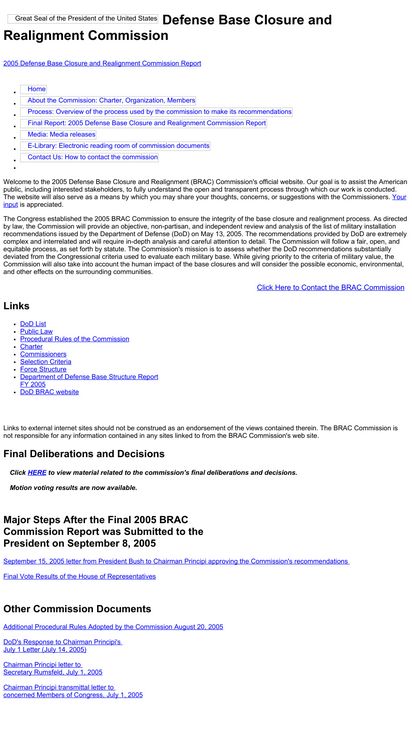 Great Seal of the President of the United States Defense Base Closure and
Realignment Commission
2005 Defense Base Closure and Realignment Commission Report
Home
About the Commission: Charter, Organization, Members
Process: Overview of the process used by the commission to make its recommendations
Final Report: 2005 Defense Base Closure and Realignment Commission Report
Media: Media releases
E-Library: Electronic reading room of commission documents
Contact Us: How to contact the commission
Welcome to the 2005 Defense Base Closure and Realignment (BRAC) Commission's official website. Our goal is to assist the American
public, including interested stakeholders, to fully understand the open and transparent process through which our work is conducted.
The website will also serve as a means by which you may share your thoughts, concerns, or suggestions with the Commissioners. Your
input is appreciated.
The Congress established the 2005 BRAC Commission to ensure the integrity of the base closure and realignment process. As directed
by law, the Commission will provide an objective, non-partisan, and independent review and analysis of the list of military installation
recommendations issued by the Department of Defense (DoD) on May 13, 2005. The recommendations provided by DoD are extremely
complex and interrelated and will require in-depth analysis and careful attention to detail. The Commission will follow a fair, open, and
equitable process, as set forth by statute. The Commission's mission is to assess whether the DoD recommendations substantially
deviated from the Congressional criteria used to evaluate each military base. While giving priority to the criteria of military value, the
Commission will also take into account the human impact of the base closures and will consider the possible economic, environmental,
and other effects on the surrounding communities.
Click Here to Contact the BRAC Commission
Links
DoD List
Public Law
Procedural Rules of the Commission
Charter
Commissioners
Selection Criteria
Force Structure
Department of Defense Base Structure Report
FY 2005
DoD BRAC website
Links to external internet sites should not be construed as an endorsement of the views contained therein. The BRAC Commission is
not responsible for any information contained in any sites linked to from the BRAC Commission's web site.
Final Deliberations and Decisions
Click HERE to view material related to the commission's final deliberations and decisions.
Motion voting results are now available.
Major Steps After the Final 2005 BRAC
Commission Report was Submitted to the
President on September 8, 2005
September 15, 2005 letter from President Bush to Chairman Principi approving the Commission's recommendations
Final Vote Results of the House of Representatives
Other Commission Documents
Additional Procedural Rules Adopted by the Commission August 20, 2005
DoD's Response to Chairman Principi's
July 1 Letter (July 14, 2005)
Chairman Principi letter to
Secretary Rumsfeld, July 1, 2005
Chairman Principi transmittal letter to
concerned Members of Congress, July 1, 2005